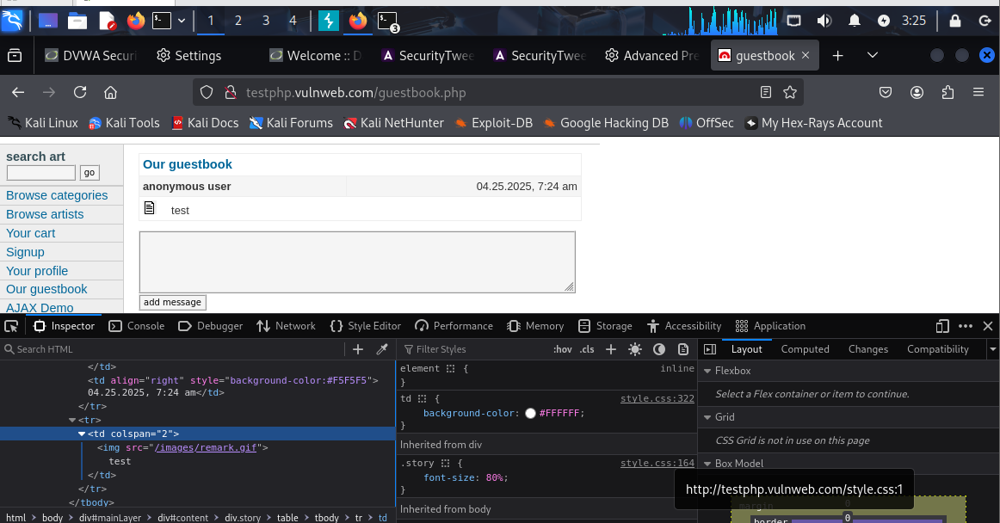 1 2 3 4 3 3:25
DVWA Securi Settings Welcome :: D SecurityTwee SecurityTwee Advanced Pre guestbook
testphp.vulnweb.com/guestbook.php
Kali Linux Kali Tools Kali Docs Kali Forums Kali NetHunter Exploit-DB Google Hacking DB OffSec My Hex-Rays Account
search art
go
Browse categories
Browse artists
Your cart
Signup
Your profile
Our guestbook
AJAX Demo
Our guestbook
anonymous user 04.25.2025, 7:24 am
test
add message
Inspector Console Debugger Network Style Editor Performance Memory Storage Accessibility Application
Search HTML
</td>
<td align="right" style="background-color:#F5F5F5">
04.25.2025, 7:24 am</td>
</tr>
<tr>
<td colspan="2">
<img src="/images/remark.gif">
test
</td>
</tr>
</tbody>
html body div#mainLayer div#content div.story table tbody tr td
Filter Styles :hov .cls
element { inline
}
td { style.css:322
background-color: #FFFFFF;
}
Inherited from div
.story { style.css:164
font-size: 80%;
}
Inherited from body
Layout Computed Changes Compatibility
Flexbox
Select a Flex container or item to continue.
Grid
CSS Grid is not in use on this page
Box Model
http://testphp.vulnweb.com/style.css:1
margin 0
border 0